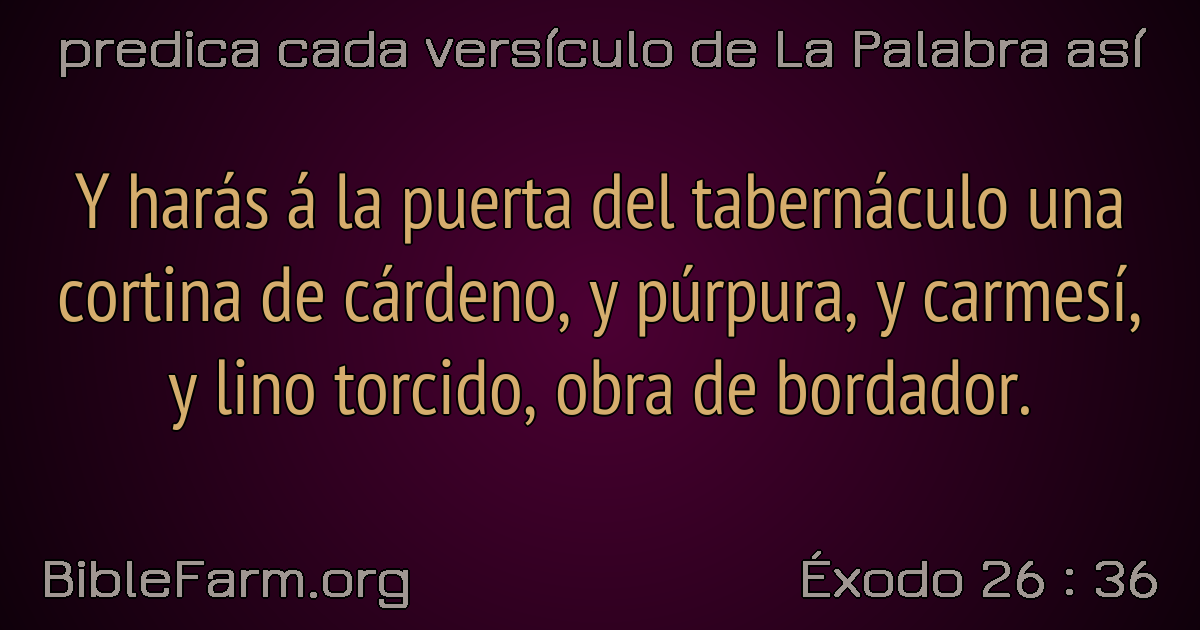 predica cada versículo de La Palabra así
Y harás á la puerta del tabernáculo una
cortina de cárdeno, y púrpura, y carmesí,
y lino torcido, obra de bordador.
BibleFarm.org
Éxodo 26 : 36